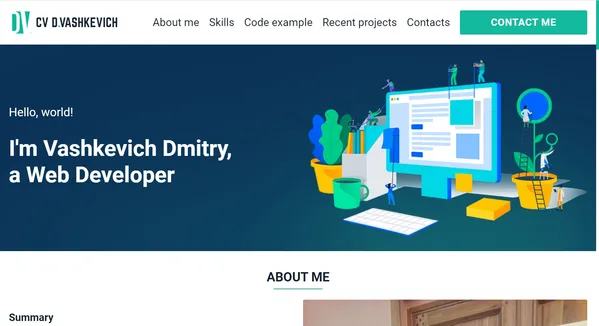 DV CV D.VASHKEVICH
About me Skills Code example Recent projects Contacts CONTACT ME
Hello, world!
I'm Vashkevich Dmitry,
a Web Developer
ABOUT ME
Summary